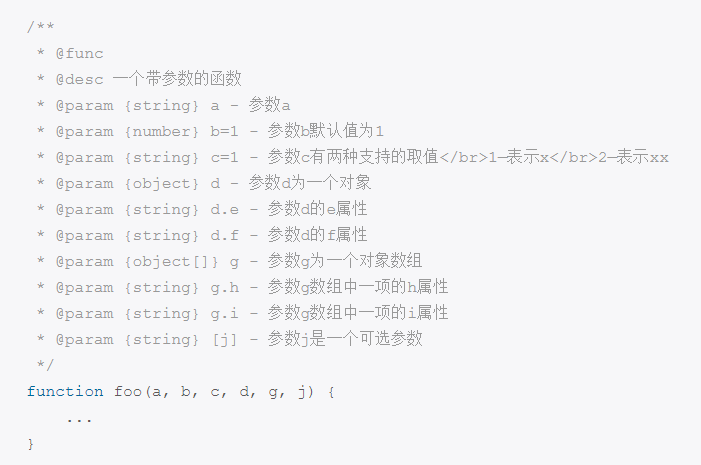 /**
 * @func
 * @desc 一个带参数的函数
 * @param {string} a - 参数a
 * @param {number} b=1 - 参数b默认值为1
 * @param {string} c=1 - 参数c有两种支持的取值</br>1—表示x</br>2—表示xx
 * @param {object} d - 参数d为一个对象
 * @param {string} d.e - 参数d的e属性
 * @param {string} d.f - 参数d的f属性
 * @param {object[]} g - 参数g为一个对象数组
 * @param {string} g.h - 参数g数组中一项的h属性
 * @param {string} g.i - 参数g数组中一项的i属性
 * @param {string} [j] - 参数j是一个可选参数
 */
function foo(a, b, c, d, g, j) {
    ...
}